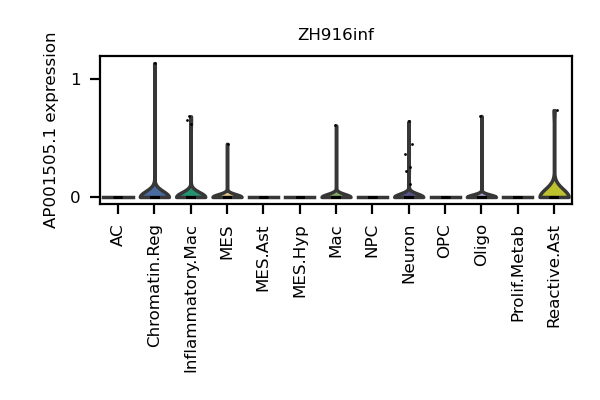 ZH916inf
AP001505.1 expression
1
0
AC
Chromatin.Reg
Inflammatory.Mac
MES
MES.Ast
MES.Hyp
Mac
NPC
Neuron
OPC
Oligo
Prolif.Metab
Reactive.Ast